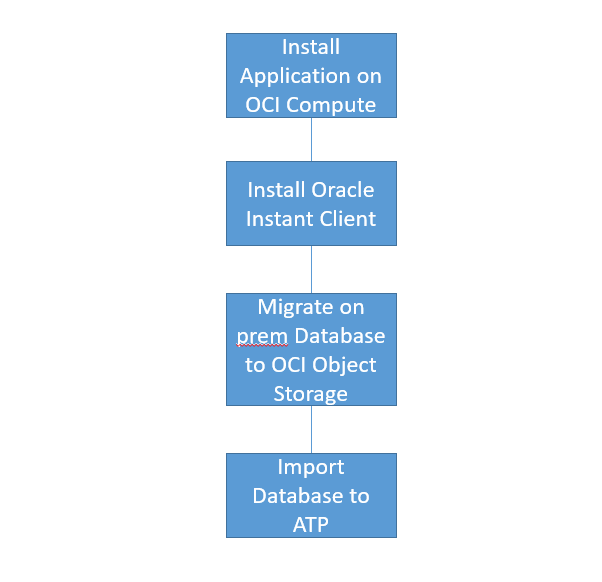 Install
Application on
OCI Compute
Install Oracle
Instant Client
Migrate on
prem Database
to OCI Object
Storage
Import
Database to
ATP